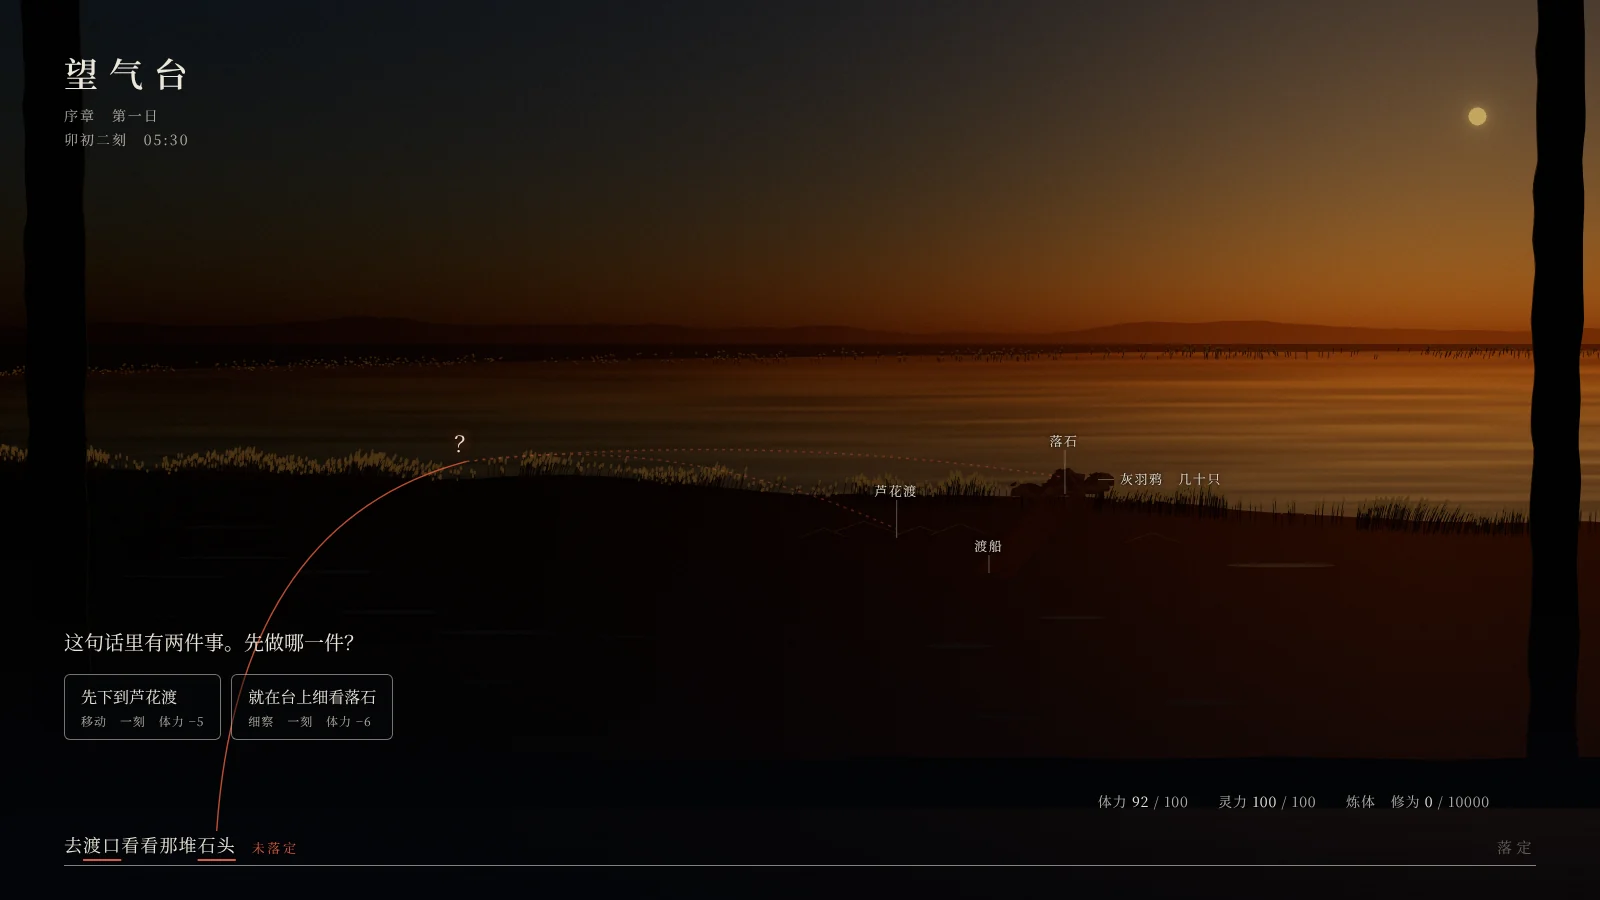 望气台
序章 第一日
卯初二刻 05:30
?
落石
灰羽鸦 几十只
芦花渡
渡船
这句话里有两件事。先做哪一件?
先下到芦花渡
移动 一刻 体力 −5
就在台上细看落石
细察 一刻 体力 −6
体力 92 / 100 灵力 100 / 100 炼体 修为 0 / 10000
去渡口看看那堆石头 未落定
落定